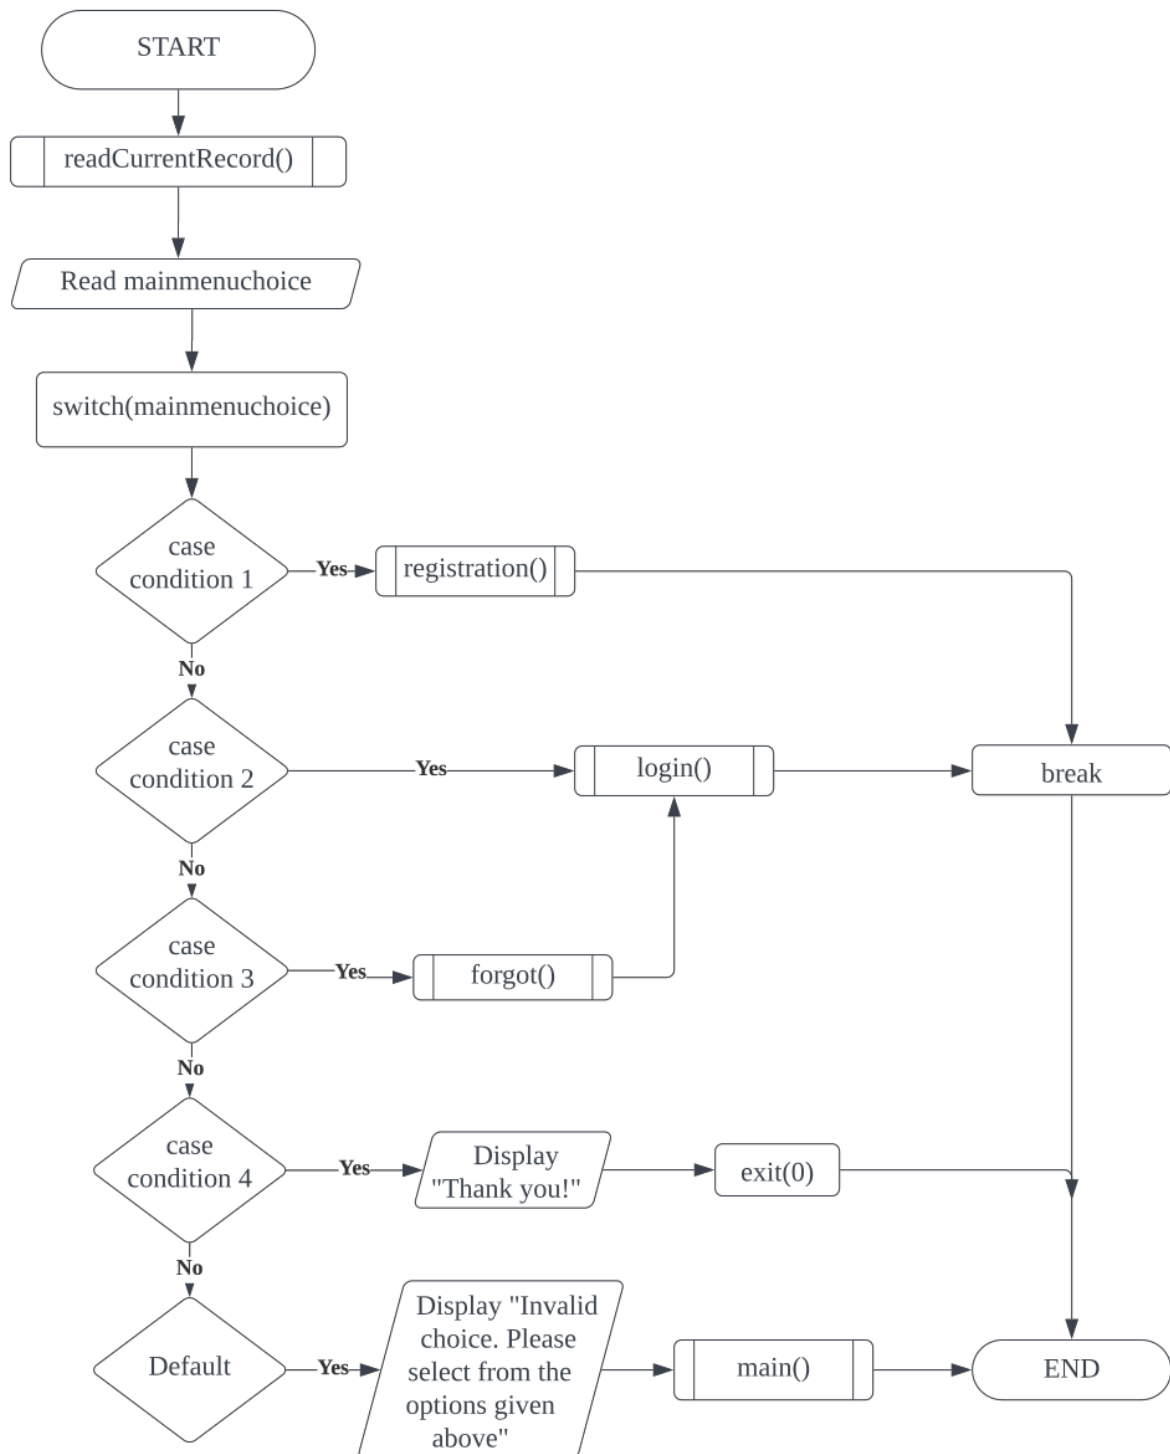 START
readCurrentRecord()
Read mainmenuchoice
switch(mainmenuchoice)
case
condition 1
Yes
registration()
No
case
condition 2
Yes
login()
break
No
case
condition 3
Yes
forgot()
No
case
condition 4
Yes
Display
"Thank you!"
exit(0)
No
Default
Yes
Display "Invalid
choice. Please
select from the
options given
above"
main()
END